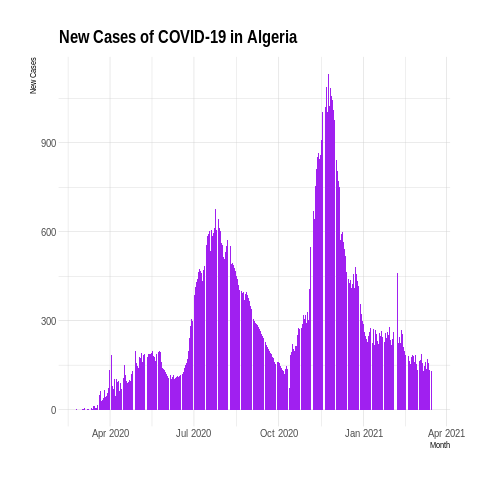 New Cases of COVID-19 in Algeria
New Cases
900
600
300
0
Apr 2020 Jul 2020 Oct 2020 Jan 2021 Apr 2021
Month